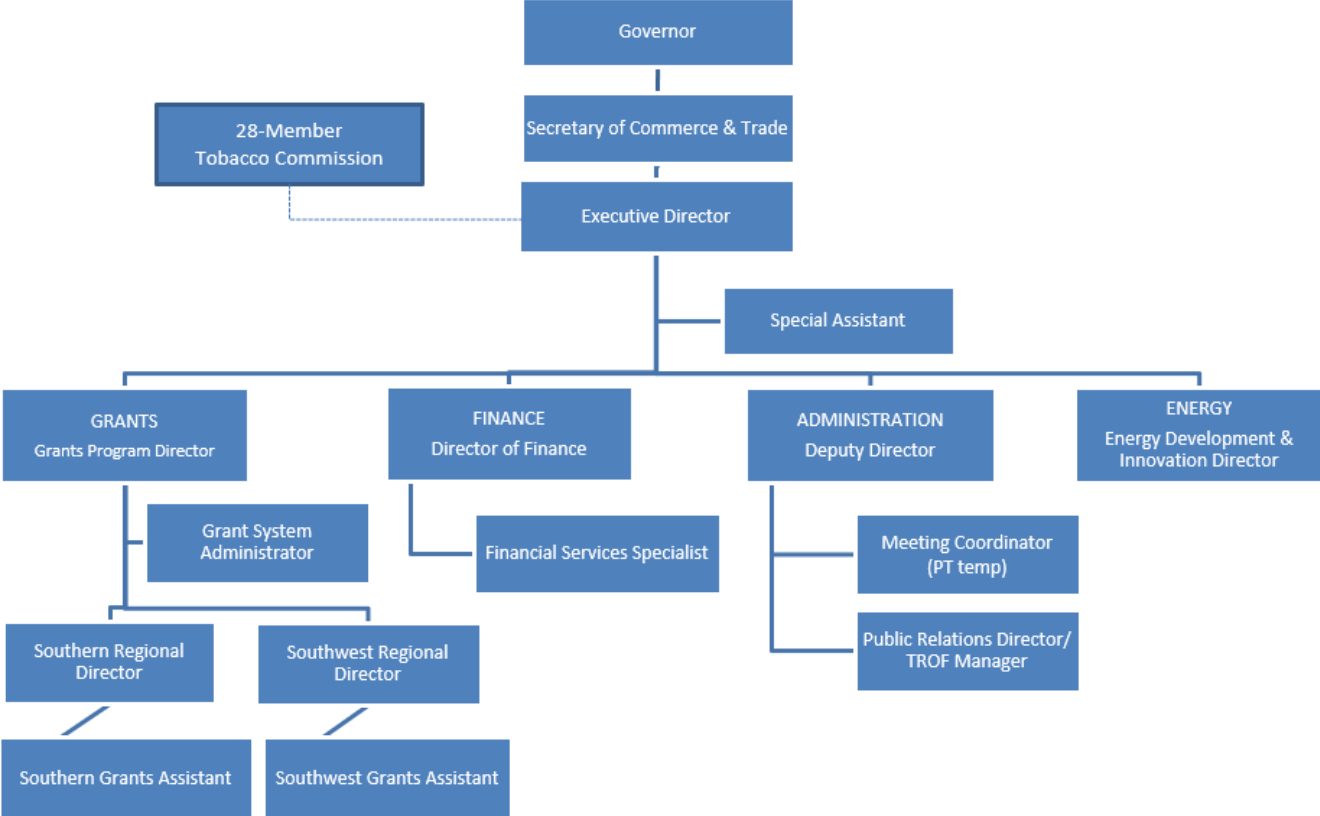 Governor
28-Member
Tobacco Commission
Secretary of Commerce & Trade
Executive Director
Special Assistant
GRANTS
Grants Program Director
FINANCE
Director of Finance
ADMINISTRATION
Deputy Director
ENERGY
Energy Development &
Innovation Director
Grant System
Administrator
Financial Services Specialist
Meeting Coordinator
(PT temp)
Southern Regional
Director
Southwest Regional
Director
Public Relations Director/
TROF Manager
Southern Grants Assistant
Southwest Grants Assistant